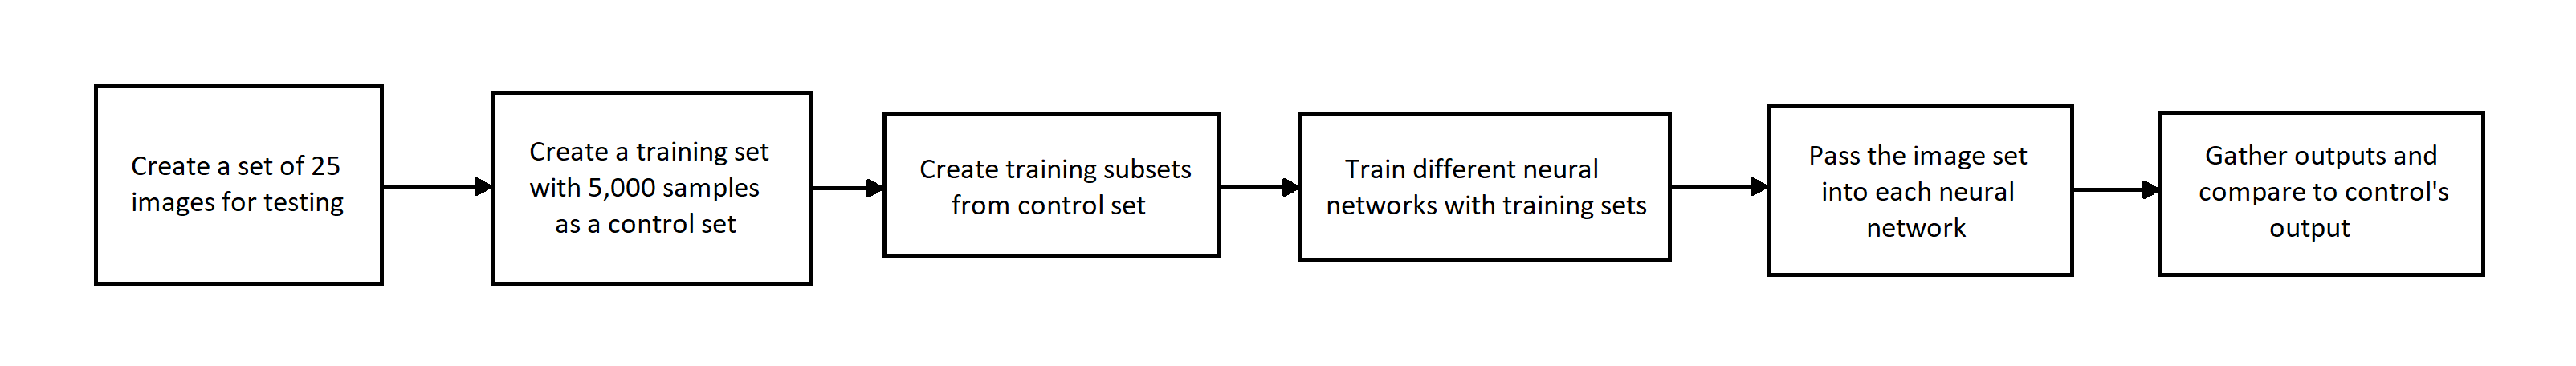 Create a set of 25
images for testing
Create a training set
with 5,000 samples
as a control set
Create training subsets
from control set
Train different neural
networks with training sets
Pass the image set
into each neural
network
Gather outputs and
compare to control's
output